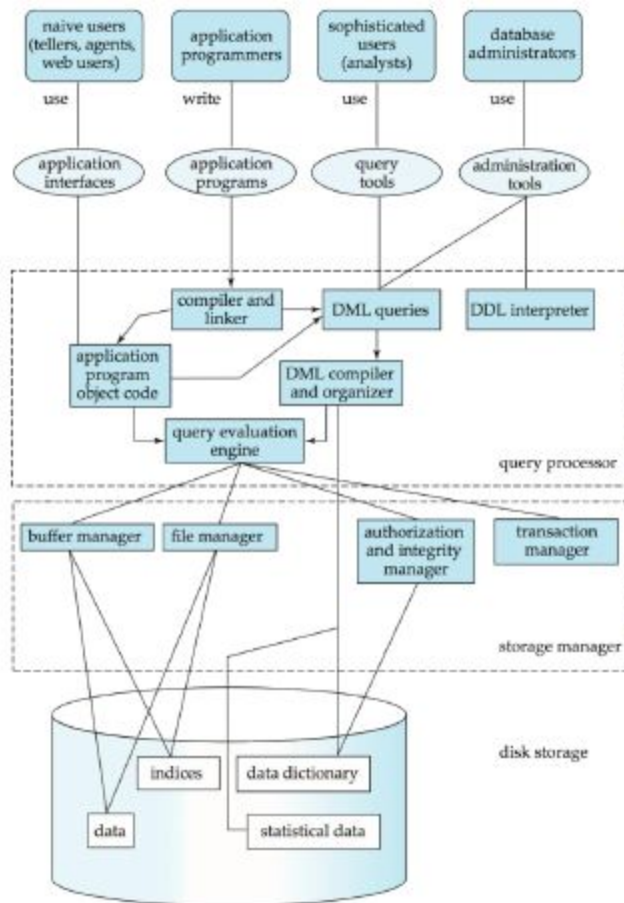 naive users
(tellers, agents,
web users)
application
programmers
sophisticated
users
(analysts)
database
administrators
use
write
use
use
application
interfaces
application
programs
query
tools
administration
tools
compiler and
linker
DML queries
DDL interpreter
application
program
object code
DML compiler
and organizer
query evaluation
engine
query processor
buffer manager
file manager
authorization
and integrity
manager
transaction
manager
storage manager
disk storage
indices
data dictionary
data
statistical data